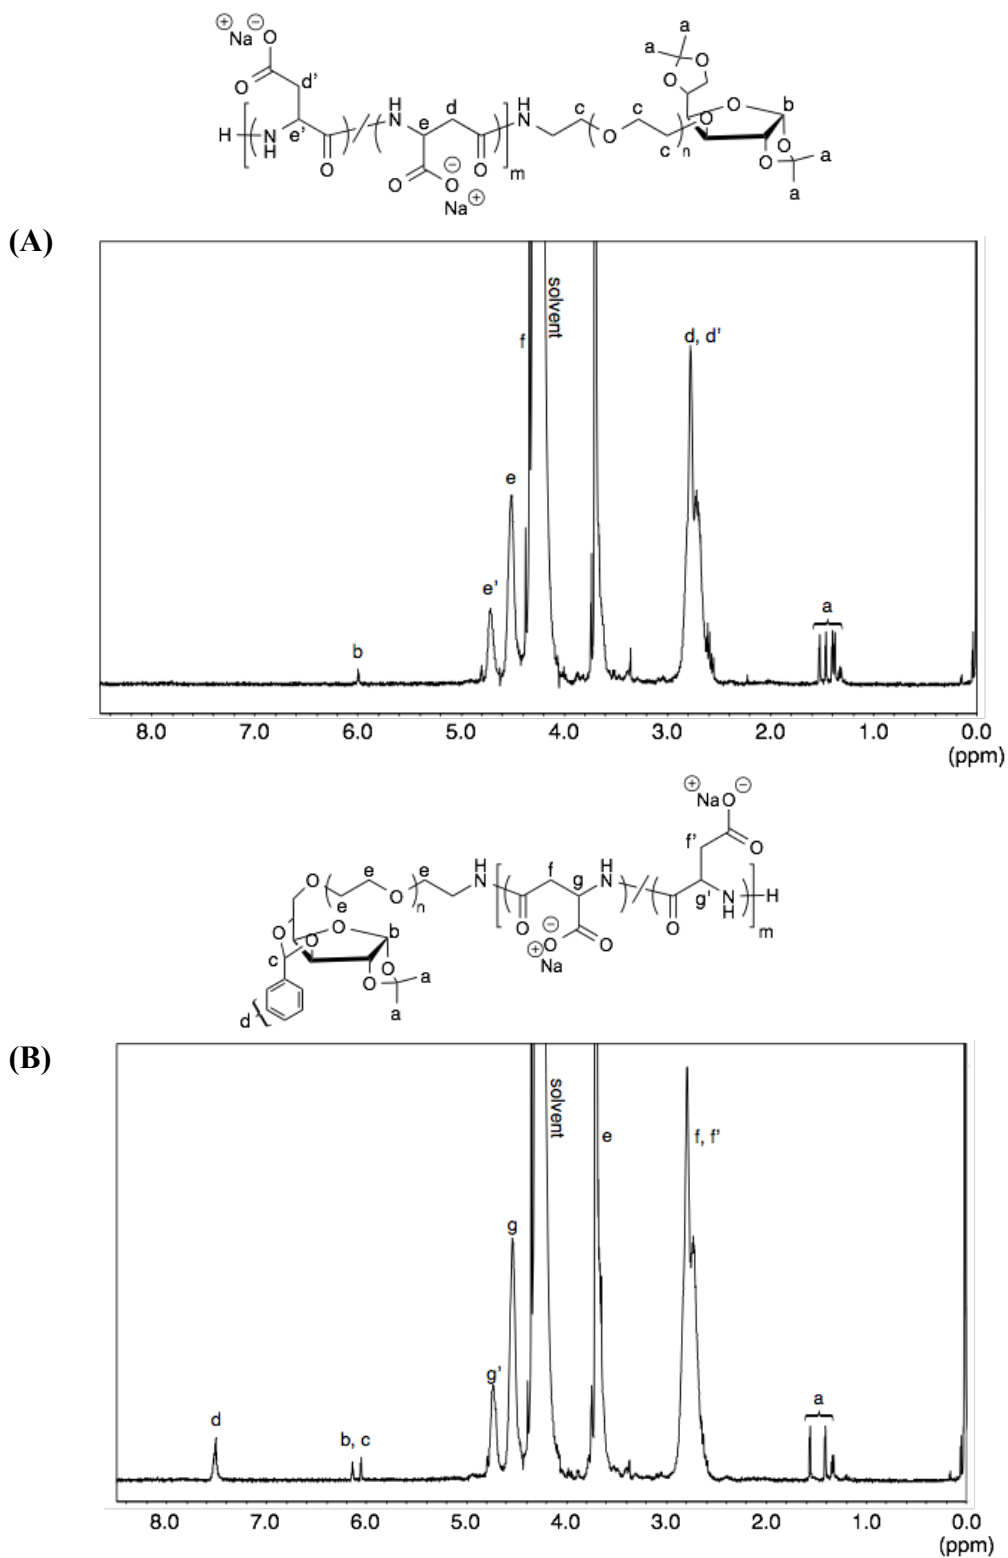 ⊕ ⊖
Na O
O d'
H N H e' O
H N e d O
O O ⊖
Na ⊕
m
H N c O c c n
a a O O
O b O O O a a
(A)
solvent
f
d, d'
e
e'
b
a
8.0 7.0 6.0 5.0 4.0 3.0 2.0 1.0 0.0
(ppm)
⊕ ⊖
Na O
O f'
O e e O e n H N
f g H N
O ⊖ O O
⊕ Na
O g' N H H
m
O O O b
c O O a
a
d
(B)
solvent
e
f, f'
g
g'
d
b, c
a
8.0 7.0 6.0 5.0 4.0 3.0 2.0 1.0 0.0
(ppm)